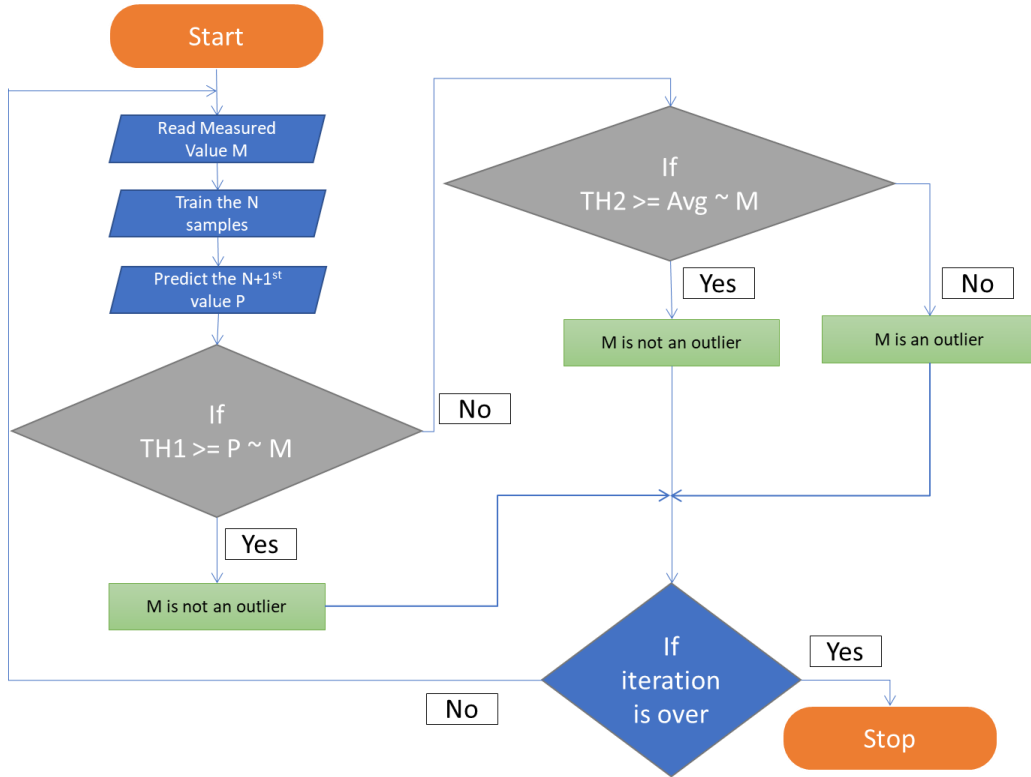 Start
Read Measured
Value M
Train the N
samples
Predict the N+1st
value P
If
TH1 >= P ~ M
No
Yes
M is not an outlier
If
TH2 >= Avg ~ M
Yes
No
M is not an outlier
M is an outlier
If
iteration
is over
Yes
No
Stop